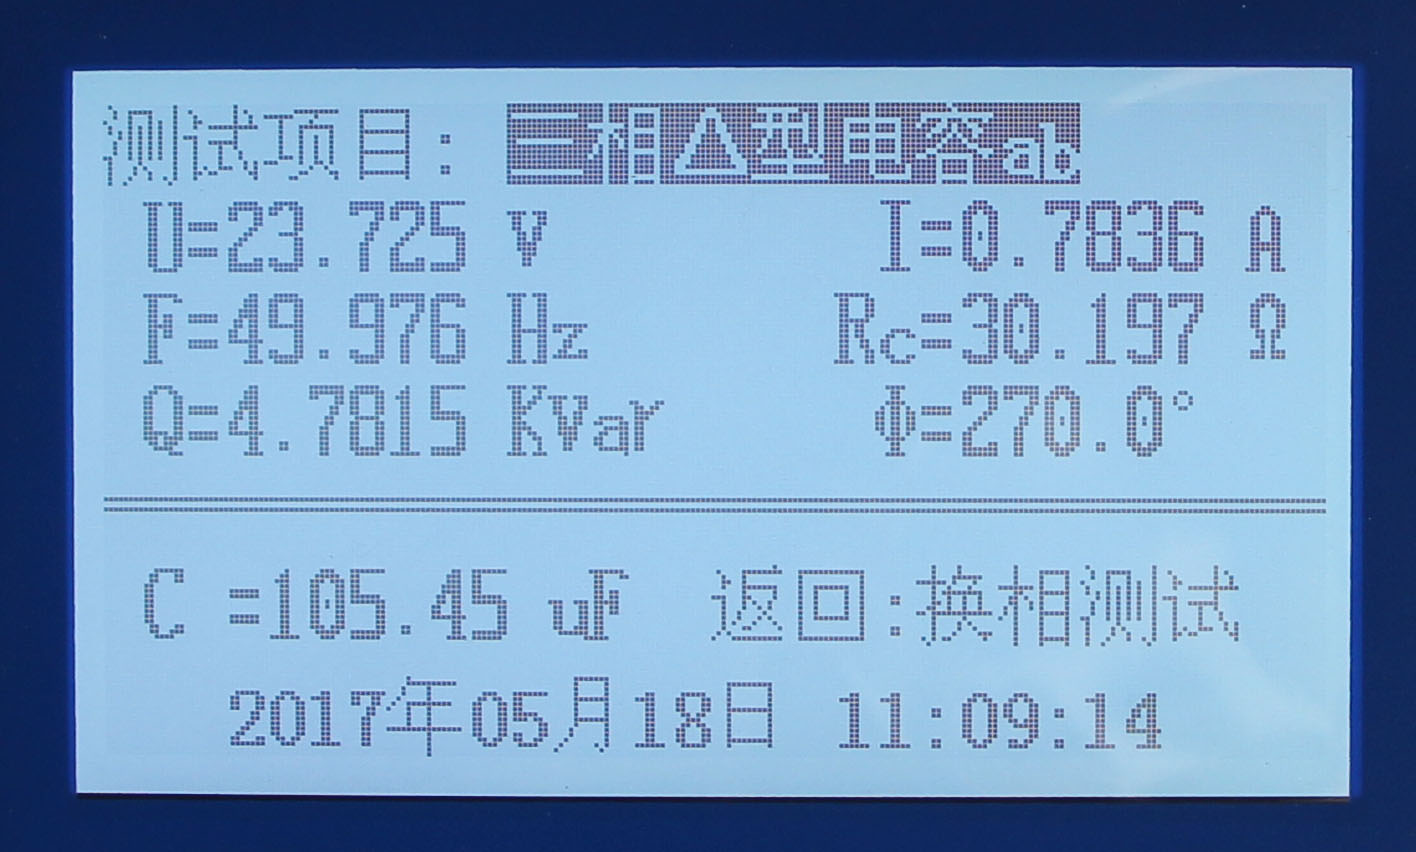 测试项目: 三相△型电容ab
U=23.725 V I=0.7836 A
F=49.976 Hz Rc=30.197 Ω
Q=4.7815 KVar Φ=270.0°
C =105.45 uF 返回:换相测试
2017年05月18日 11:09:14